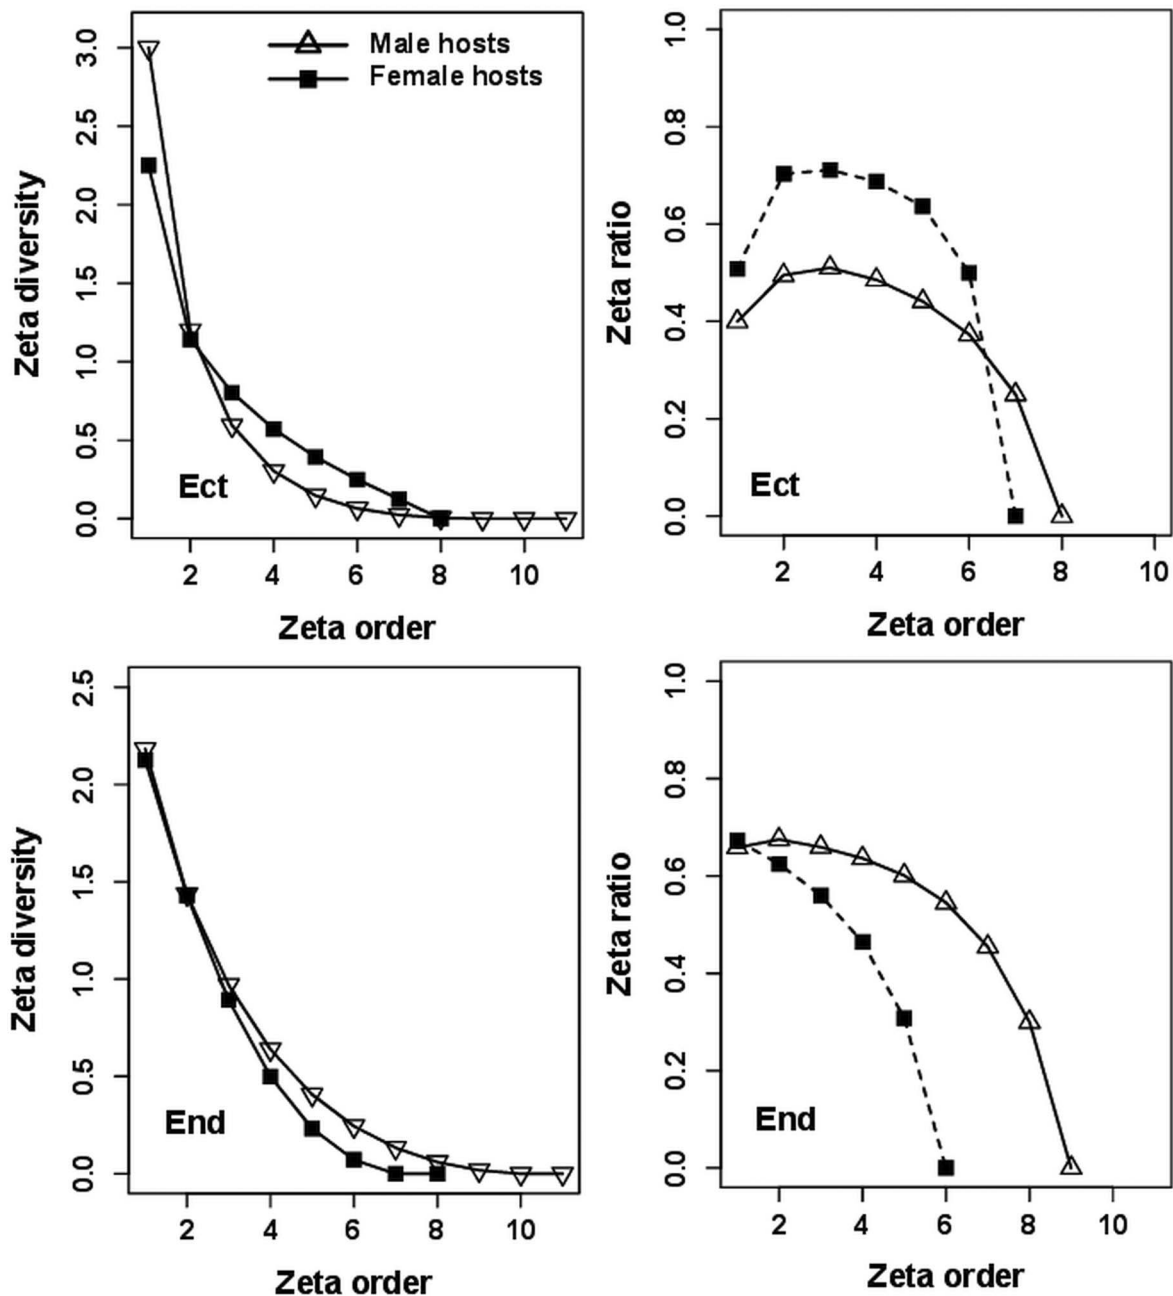 Male hosts
Female hosts
Zeta diversity
0.0 0.5 1.0 1.5 2.0 2.5 3.0
Ect
2 4 6 8 10
Zeta order
Zeta ratio
0.0 0.2 0.4 0.6 0.8 1.0
Ect
2 4 6 8 10
Zeta order
Zeta diversity
0.0 0.5 1.0 1.5 2.0 2.5
End
2 4 6 8 10
Zeta order
Zeta ratio
0.0 0.2 0.4 0.6 0.8 1.0
End
2 4 6 8 10
Zeta order